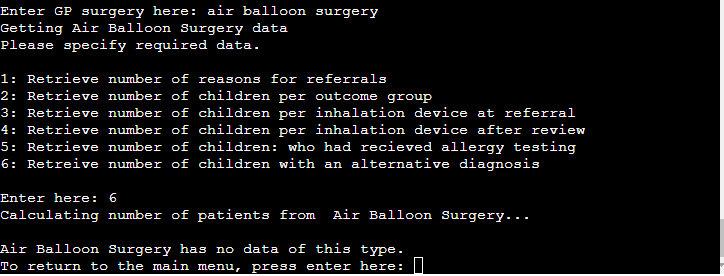 Enter GP surgery here: air balloon surgery
Getting Air Balloon Surgery data
Please specify required data.
1: Retrieve number of reasons for referrals
2: Retrieve number of children per outcome group
3: Retrieve number of children per inhalation device at referral
4: Retrieve number of children per inhalation device after review
5: Retrieve number of children: who had recieved allergy testing
6: Retreive number of children with an alternative diagnosis
Enter here: 6
Calculating number of patients from  Air Balloon Surgery...
Air Balloon Surgery has no data of this type.
To return to the main menu, press enter here: